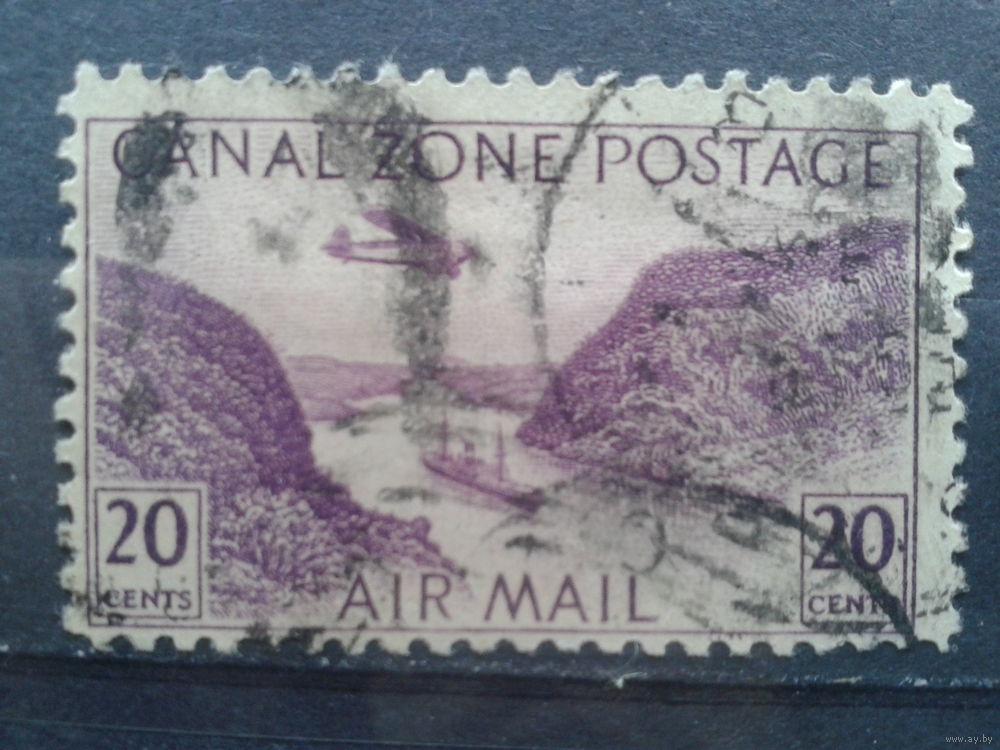 CANAL ZONE POSTAGE
20 20
CENTS CENTS
AIR MAIL
www.ay.by